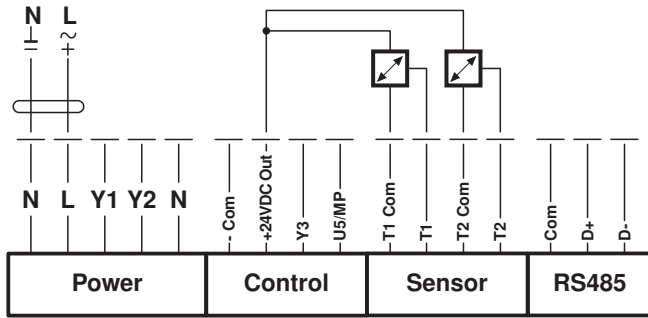 N L
⊥ ~
= +
N L Y1 Y2 N
- Com
+24VDC Out
Y3
U5/MP
T1 Com
T1
T2 Com
T2
Com
D+
D-
Power Control Sensor RS485